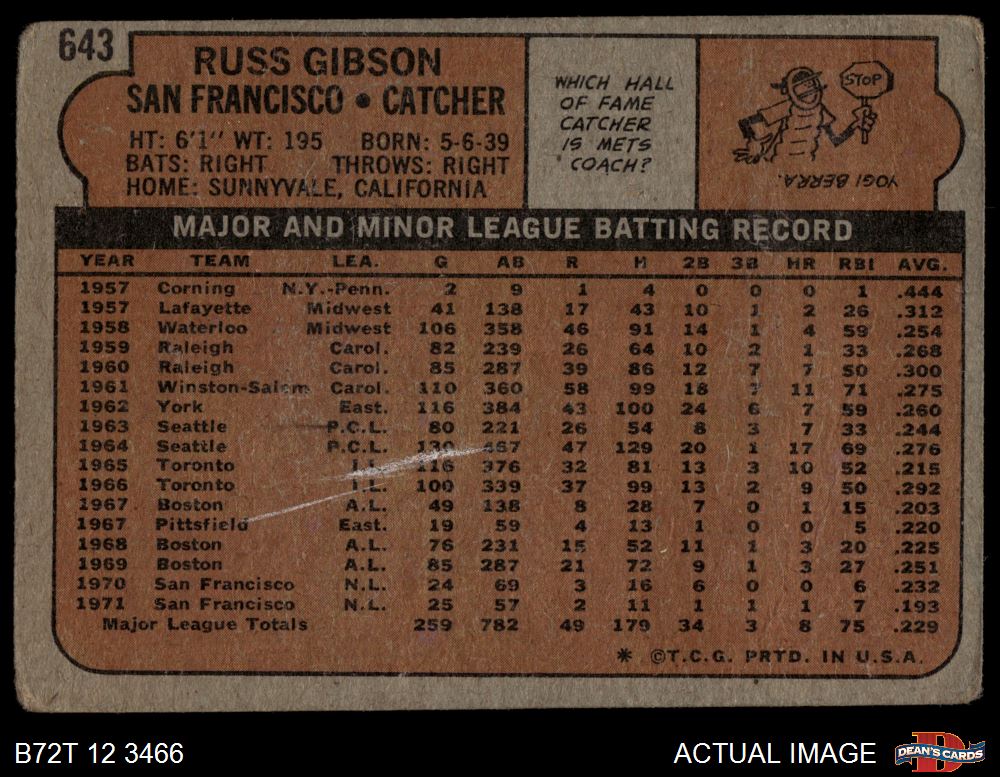 643
RUSS GIBSON
SAN FRANCISCO • CATCHER
HT: 6'1" WT: 195 BORN: 5-6-39
BATS: RIGHT THROWS: RIGHT
HOME: SUNNYVALE, CALIFORNIA
WHICH HALL
OF FAME
CATCHER
IS METS
COACH?
STOP
YOGI BERRA.
MAJOR AND MINOR LEAGUE BATTING RECORD
YEAR TEAM LEA. G AB R H 2B 3B HR RBI AVG.
1957 Corning N.Y.-Penn. 2 9 1 4 0 0 0 1 .444
1957 Lafayette Midwest 41 138 17 43 10 1 2 26 .312
1958 Waterloo Midwest 106 358 46 91 14 1 4 59 .254
1959 Raleigh Carol. 82 239 26 64 10 2 1 33 .268
1960 Raleigh Carol. 85 287 39 86 12 7 7 50 .300
1961 Winston-Salem Carol. 110 360 58 99 18 7 11 71 .275
1962 York East. 116 384 43 100 24 6 7 59 .260
1963 Seattle P.C.L. 80 221 26 54 8 3 7 33 .244
1964 Seattle P.C.L. 130 467 47 129 20 1 17 69 .276
1965 Toronto I.L. 116 376 32 81 13 3 10 52 .215
1966 Toronto I.L. 100 339 37 99 13 2 9 50 .292
1967 Boston A.L. 49 138 8 28 7 0 1 15 .203
1967 Pittsfield East. 19 59 4 13 1 0 0 5 .220
1968 Boston A.L. 76 231 15 52 11 1 3 20 .225
1969 Boston A.L. 85 287 21 72 9 1 3 27 .251
1970 San Francisco N.L. 24 69 3 16 6 0 0 6 .232
1971 San Francisco N.L. 25 57 2 11 1 1 1 7 .193
Major League Totals 259 782 49 179 34 3 8 75 .229
* ©T.C.G. PRTD. IN U.S.A.
B72T 12 3466
ACTUAL IMAGE
DEAN'S CARDS